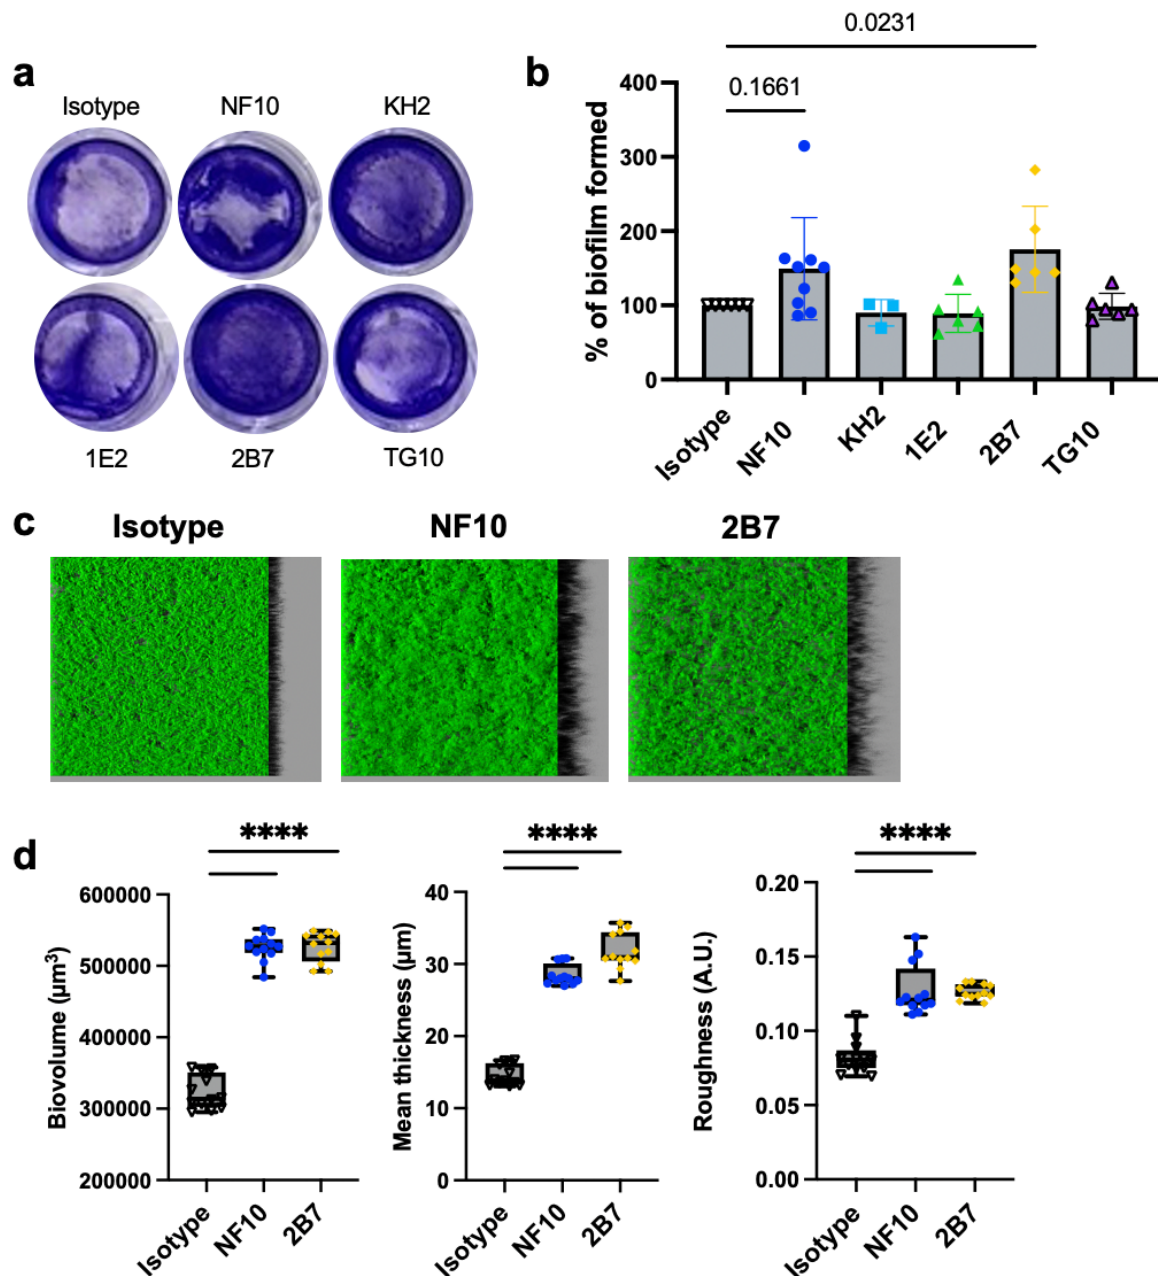 a
Isotype NF10 KH2
1E2 2B7 TG10
b
0.0231
0.1661
% of biofilm formed
400
300
200
100
0
Isotype NF10 KH2 1E2 2B7 TG10
c
Isotype NF10 2B7
d
****
Biovolume (µm³)
600000
500000
400000
300000
200000
Isotype NF10 2B7
****
Mean thickness (µm)
40
30
20
10
0
Isotype NF10 2B7
****
Roughness (A.U.)
0.20
0.15
0.10
0.05
0.00
Isotype NF10 2B7